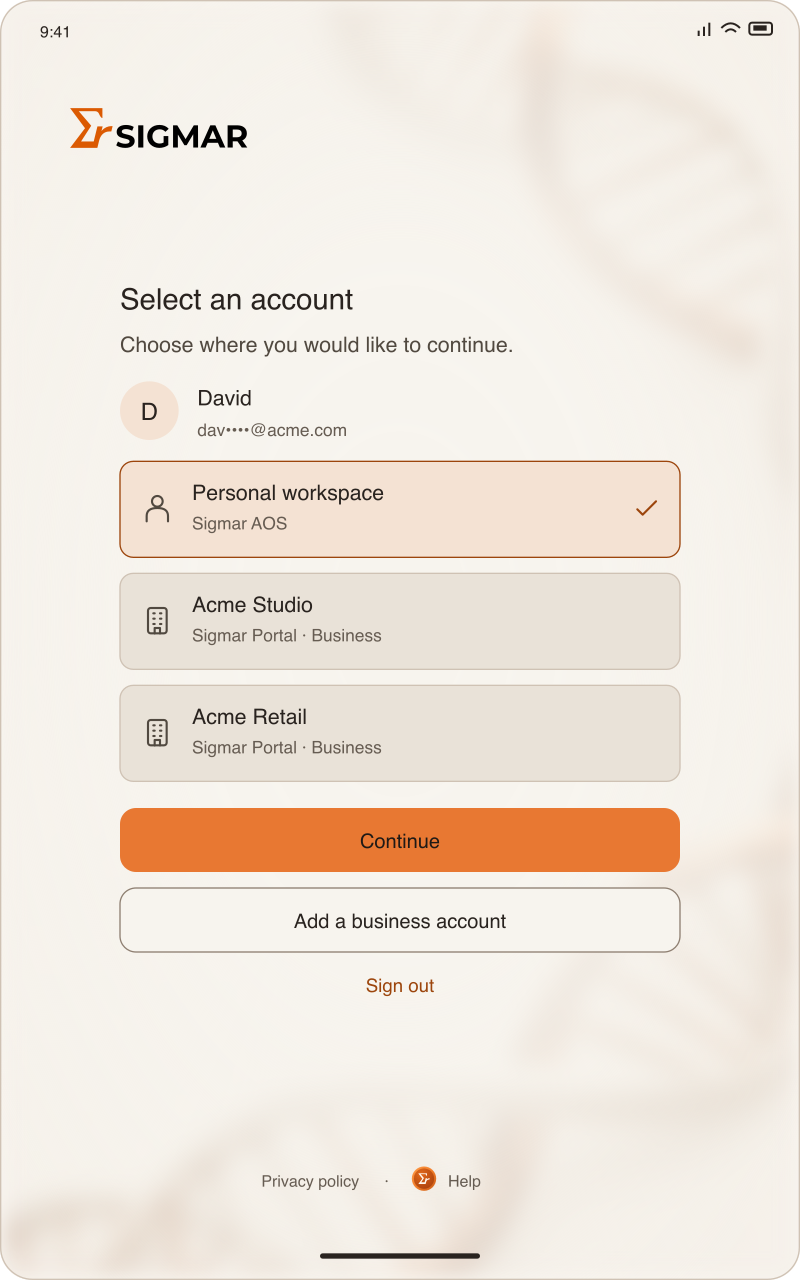 9:41
SIGMAR
Select an account
Choose where you would like to continue.
D
David
dav••••@acme.com
Personal workspace
Sigmar AOS
Acme Studio
Sigmar Portal · Business
Acme Retail
Sigmar Portal · Business
Continue
Add a business account
Sign out
Privacy policy · Help